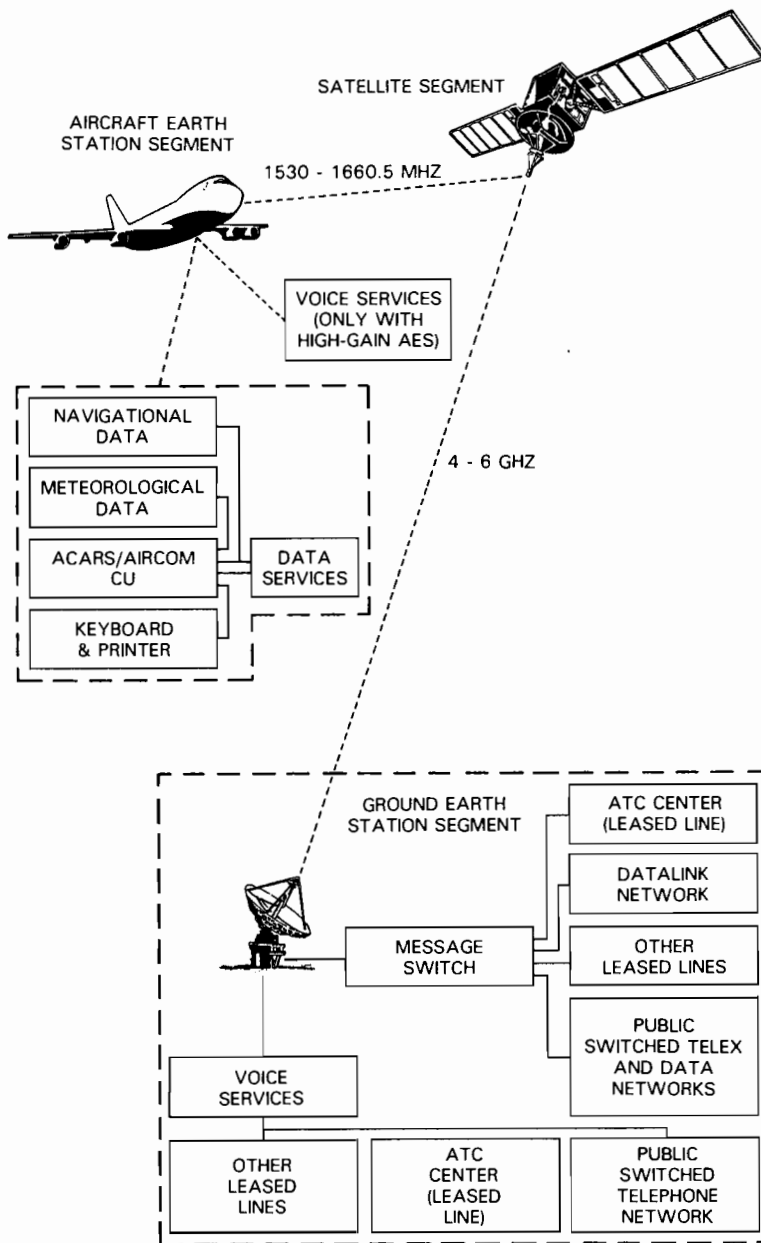 SATELLITE SEGMENT
AIRCRAFT EARTH
STATION SEGMENT
1530 - 1660.5 MHZ
VOICE SERVICES
(ONLY WITH
HIGH-GAIN AES)
NAVIGATIONAL
DATA
METEOROLOGICAL
DATA
ACARS/AIRCOM
CU
KEYBOARD
& PRINTER
DATA
SERVICES
4 - 6 GHZ
GROUND EARTH
STATION SEGMENT
MESSAGE
SWITCH
ATC CENTER
(LEASED LINE)
DATALINK
NETWORK
OTHER
LEASED LINES
PUBLIC
SWITCHED TELEX
AND DATA
NETWORKS
VOICE
SERVICES
OTHER
LEASED
LINES
ATC
CENTER
(LEASED
LINE)
PUBLIC
SWITCHED
TELEPHONE
NETWORK